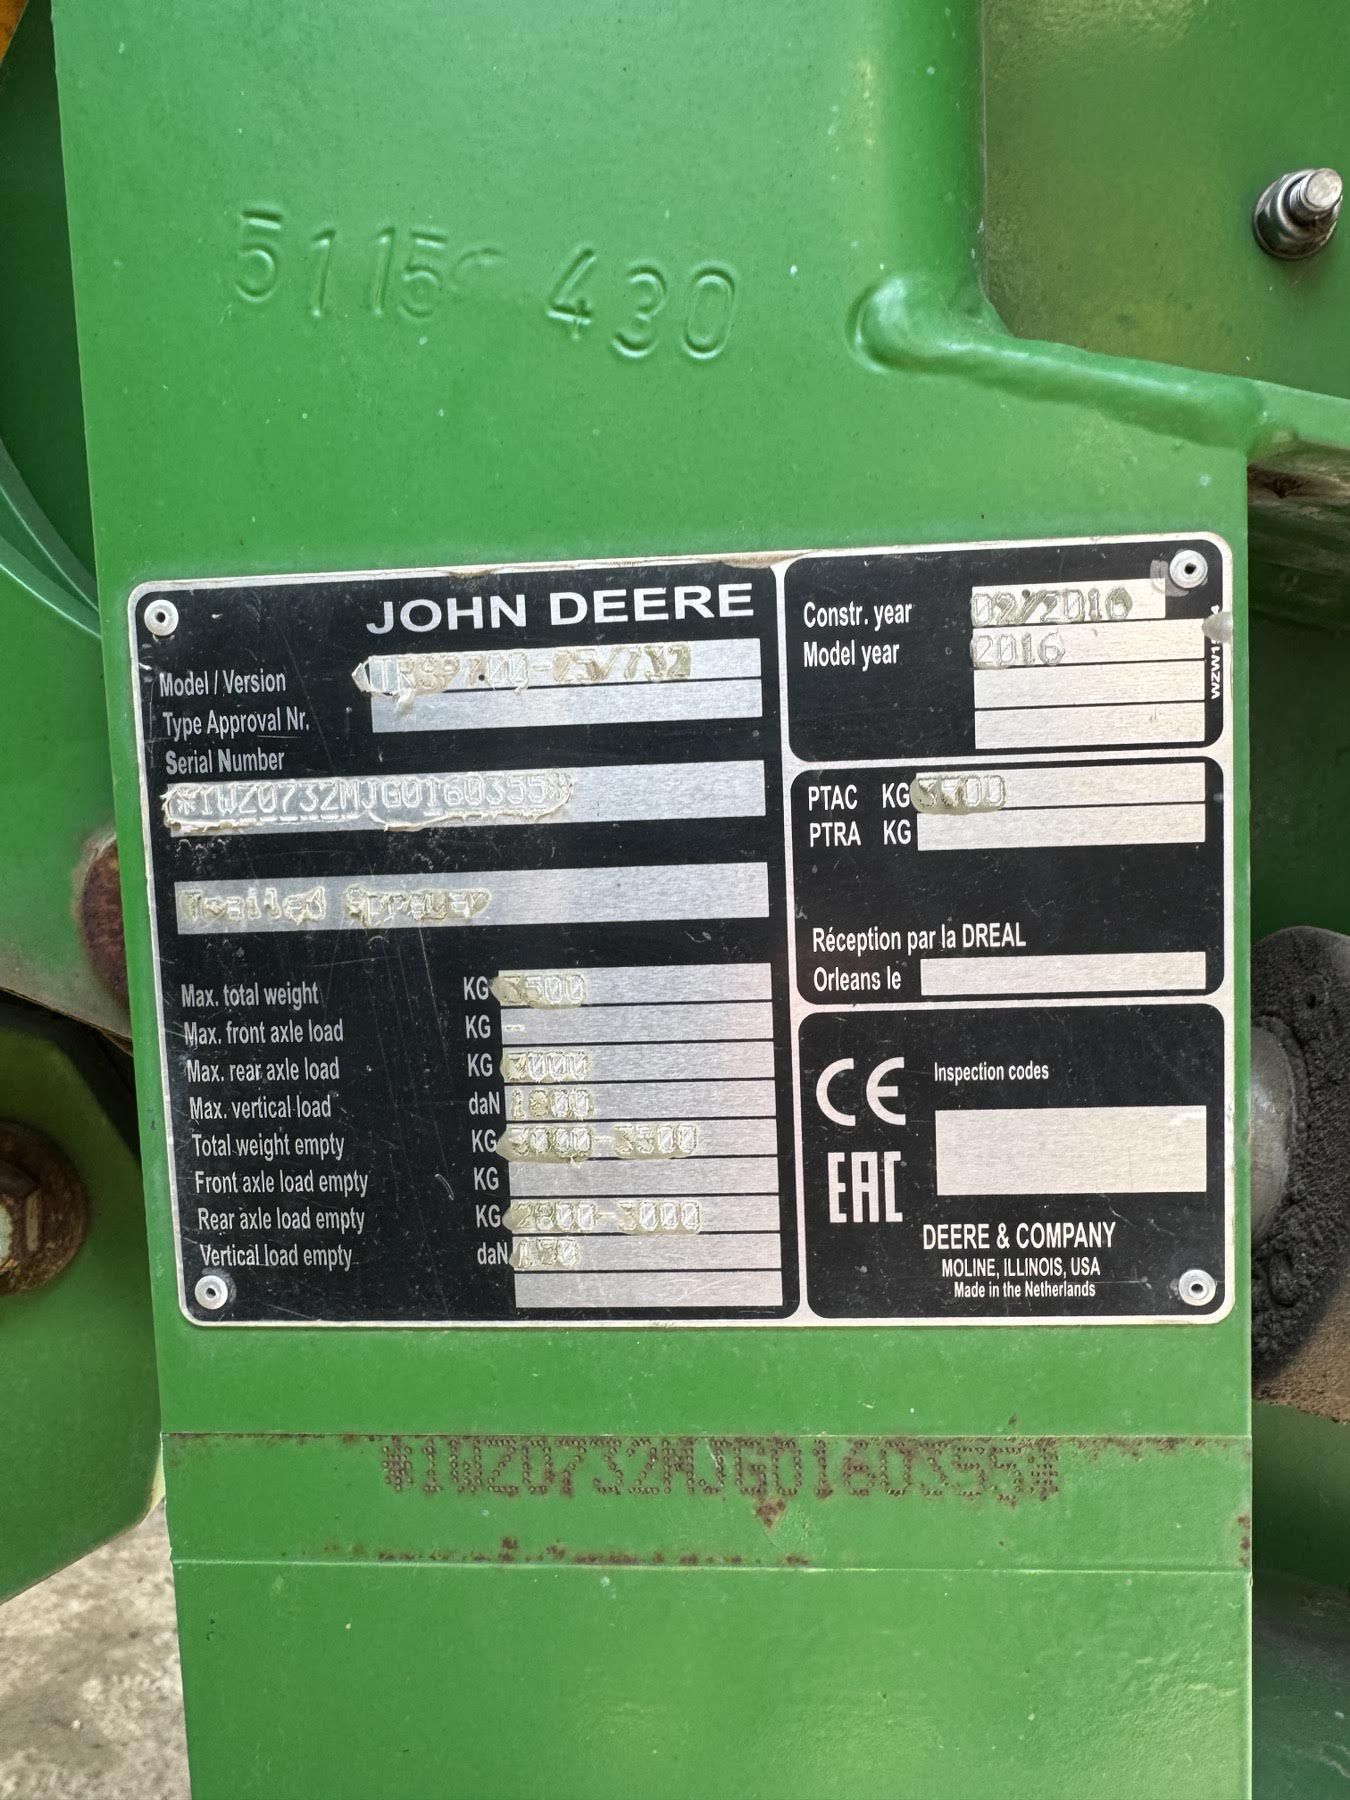 5115 430
JOHN DEERE
Model / Version
Type Approval Nr.
Serial Number
*1WZ0732MJG0160355*
Trailed Sprayer
Max. total weight KG 3500
Max. front axle load KG -
Max. rear axle load KG
Max. vertical load daN
Total weight empty KG 3000-3500
Front axle load empty KG
Rear axle load empty KG 2800-3000
Vertical load empty daN
Constr. year 02/2016
Model year 2016
PTAC KG 3500
PTRA KG
Réception par la DREAL
Orleans le
CE
Inspection codes
EAC
DEERE & COMPANY
MOLINE, ILLINOIS, USA
Made in the Netherlands
*1WZ0732MJG0160355*